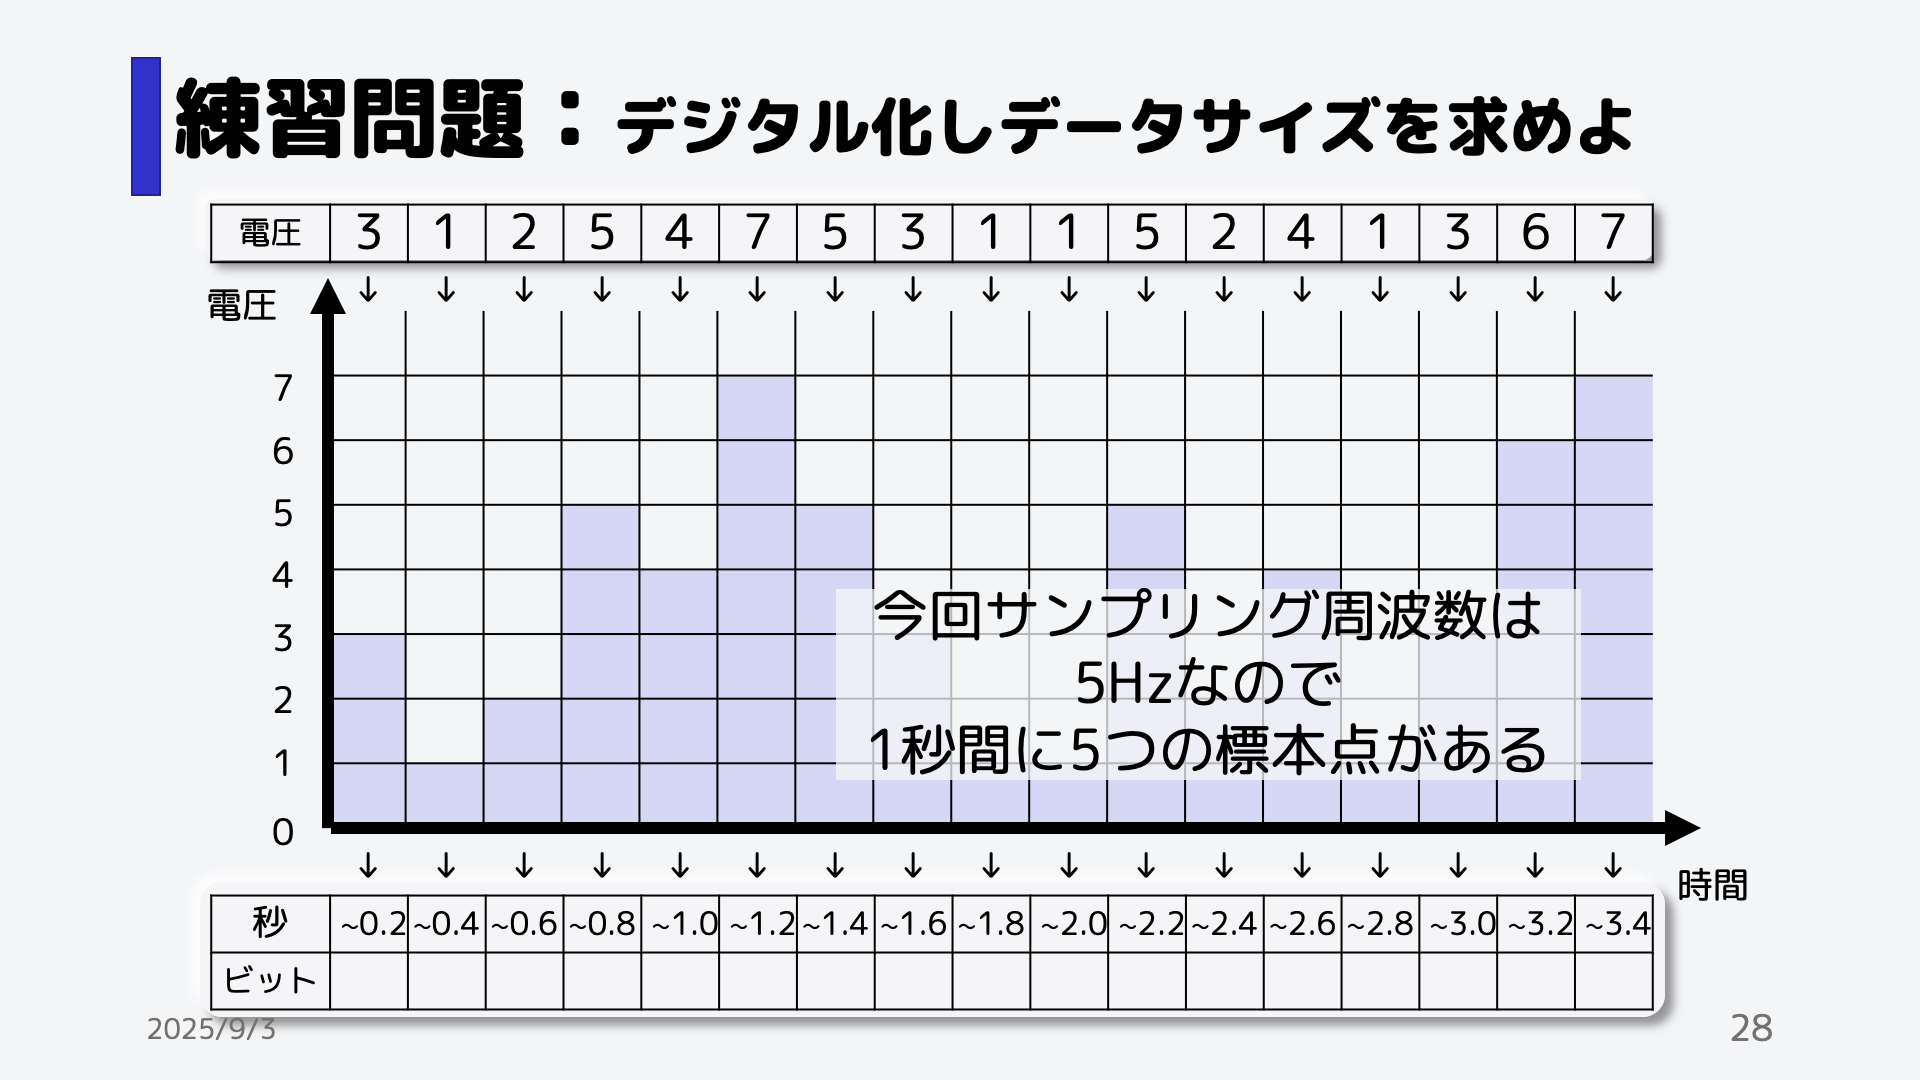 練習問題：デジタル化しデータサイズを求めよ
電圧 3 1 2 5 4 7 5 3 1 1 5 2 4 1 3 6 7
↓ ↓ ↓ ↓ ↓ ↓ ↓ ↓ ↓ ↓ ↓ ↓ ↓ ↓ ↓ ↓ ↓
電圧
7
6
5
4
3
2
1
0
今回サンプリング周波数は
5Hzなので
1秒間に5つの標本点がある
↓ ↓ ↓ ↓ ↓ ↓ ↓ ↓ ↓ ↓ ↓ ↓ ↓ ↓ ↓ ↓ ↓
時間
秒 ~0.2 ~0.4 ~0.6 ~0.8 ~1.0 ~1.2 ~1.4 ~1.6 ~1.8 ~2.0 ~2.2 ~2.4 ~2.6 ~2.8 ~3.0 ~3.2 ~3.4
ビット
2025/9/3
28